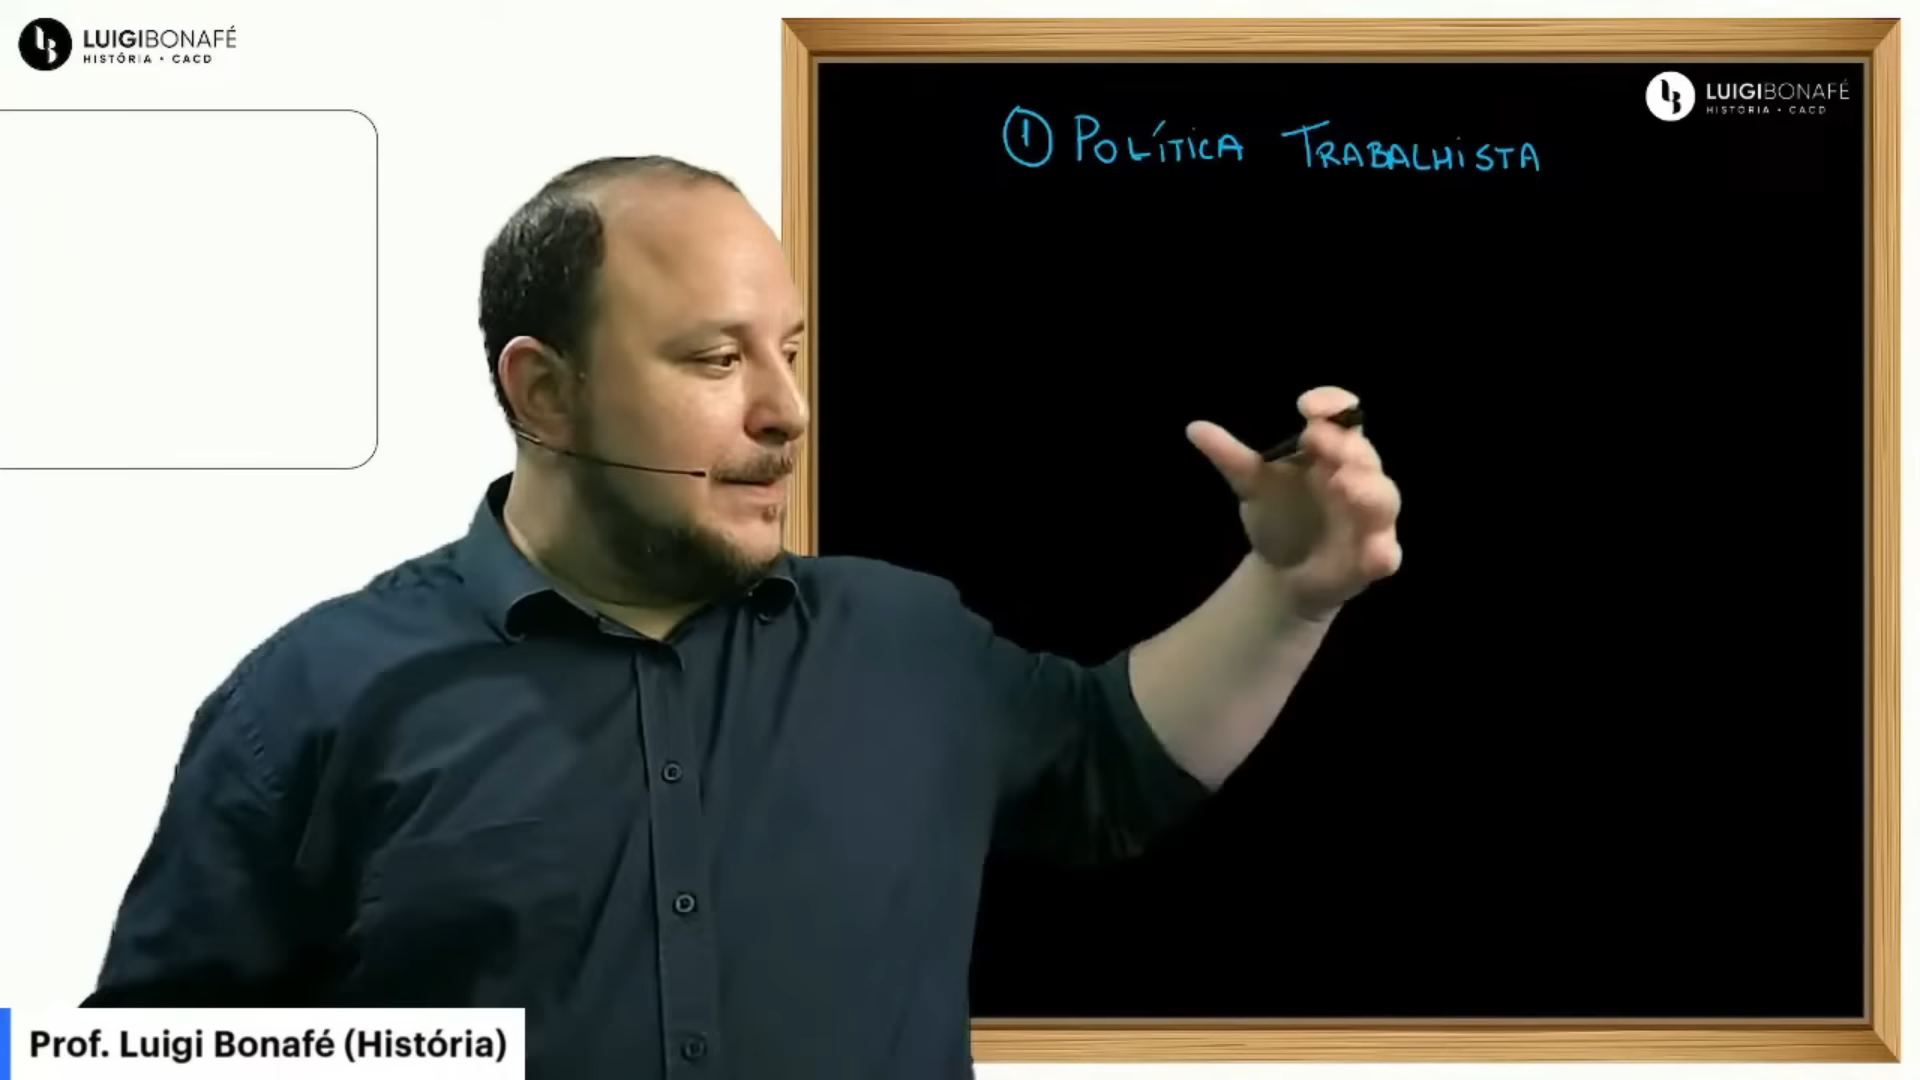 LUIGIBONAFÉ
HISTÓRIA • CACD
LUIGIBONAFÉ
HISTÓRIA • CACD
① POLÍTICA TRABALHISTA
Prof. Luigi Bonafé (História)